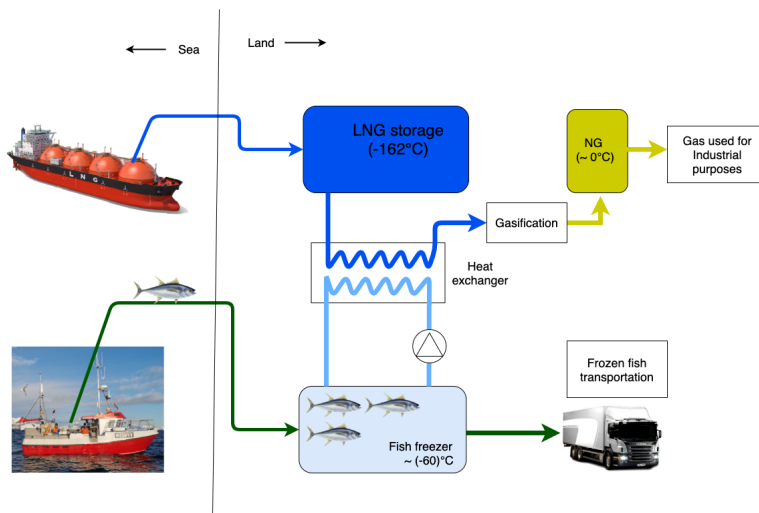 Sea
Land
LNG storage
(-162°C)
NG
(~ 0°C)
Gas used for
Industrial
purposes
L N G
Gasification
Heat
exchanger
Frozen fish
transportation
Fish freezer
~ (-60)°C